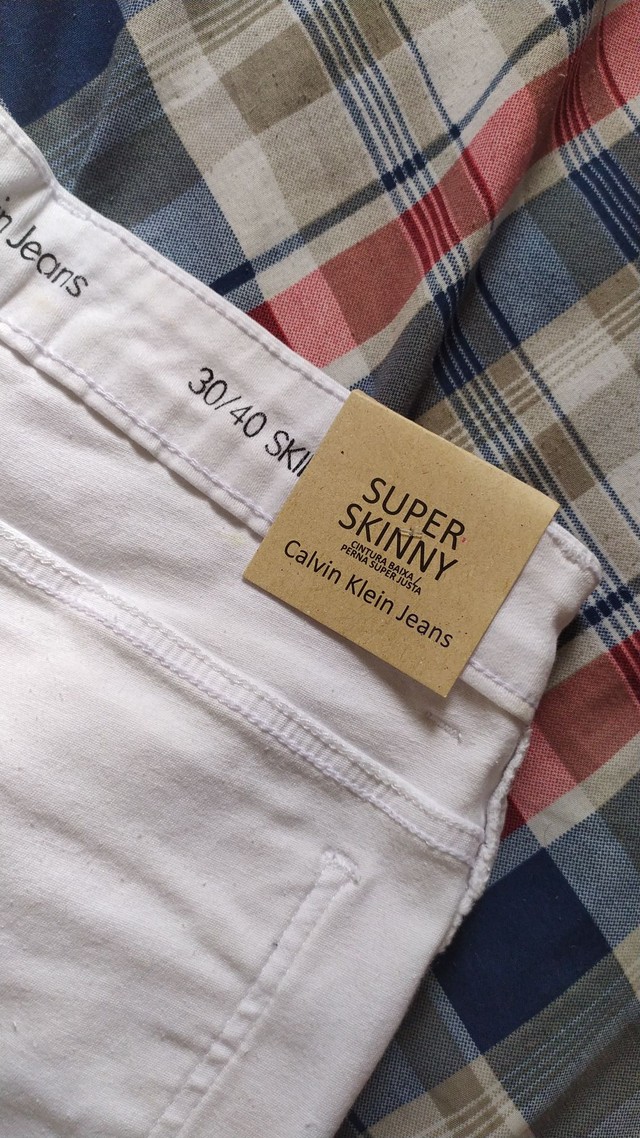 in Jeans
30/40 SKI
SUPER
SKINNY
CINTURA BAIXA /
PERNA SUPER JUSTA
Calvin Klein Jeans